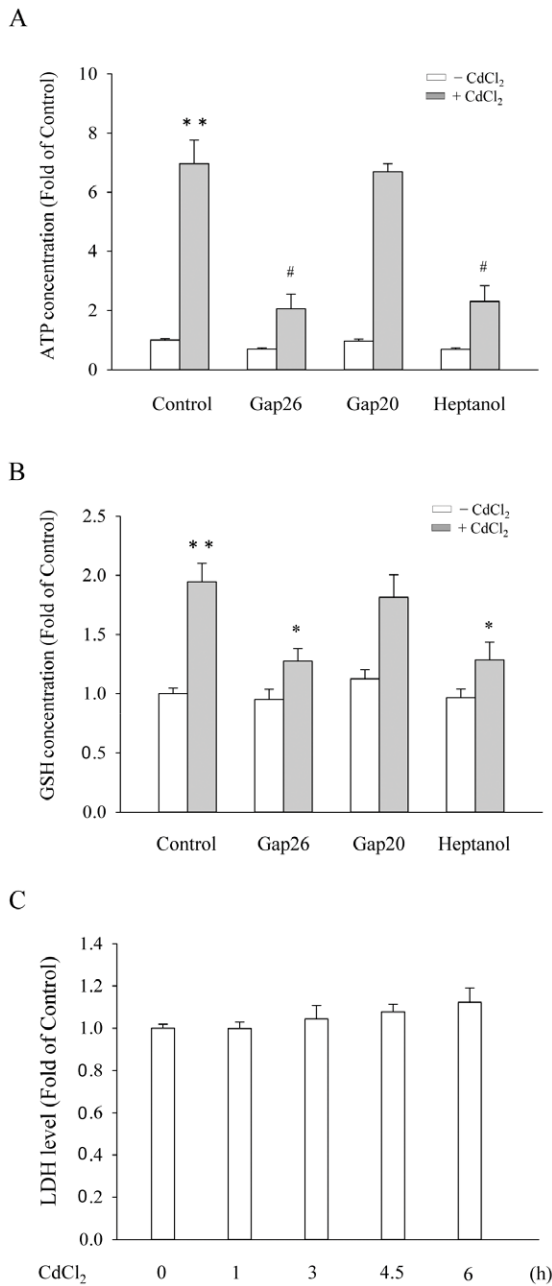 A
ATP concentration (Fold of Control)
10
8
6
4
2
0
− CdCl₂
+ CdCl₂
**
#
#
Control Gap26 Gap20 Heptanol
B
GSH concentration (Fold of Control)
2.5
2.0
1.5
1.0
0.5
0.0
− CdCl₂
+ CdCl₂
**
*
*
Control Gap26 Gap20 Heptanol
C
LDH level (Fold of Control)
1.4
1.2
1.0
0.8
0.6
0.4
0.2
0.0
CdCl₂ 0 1 3 4.5 6 (h)